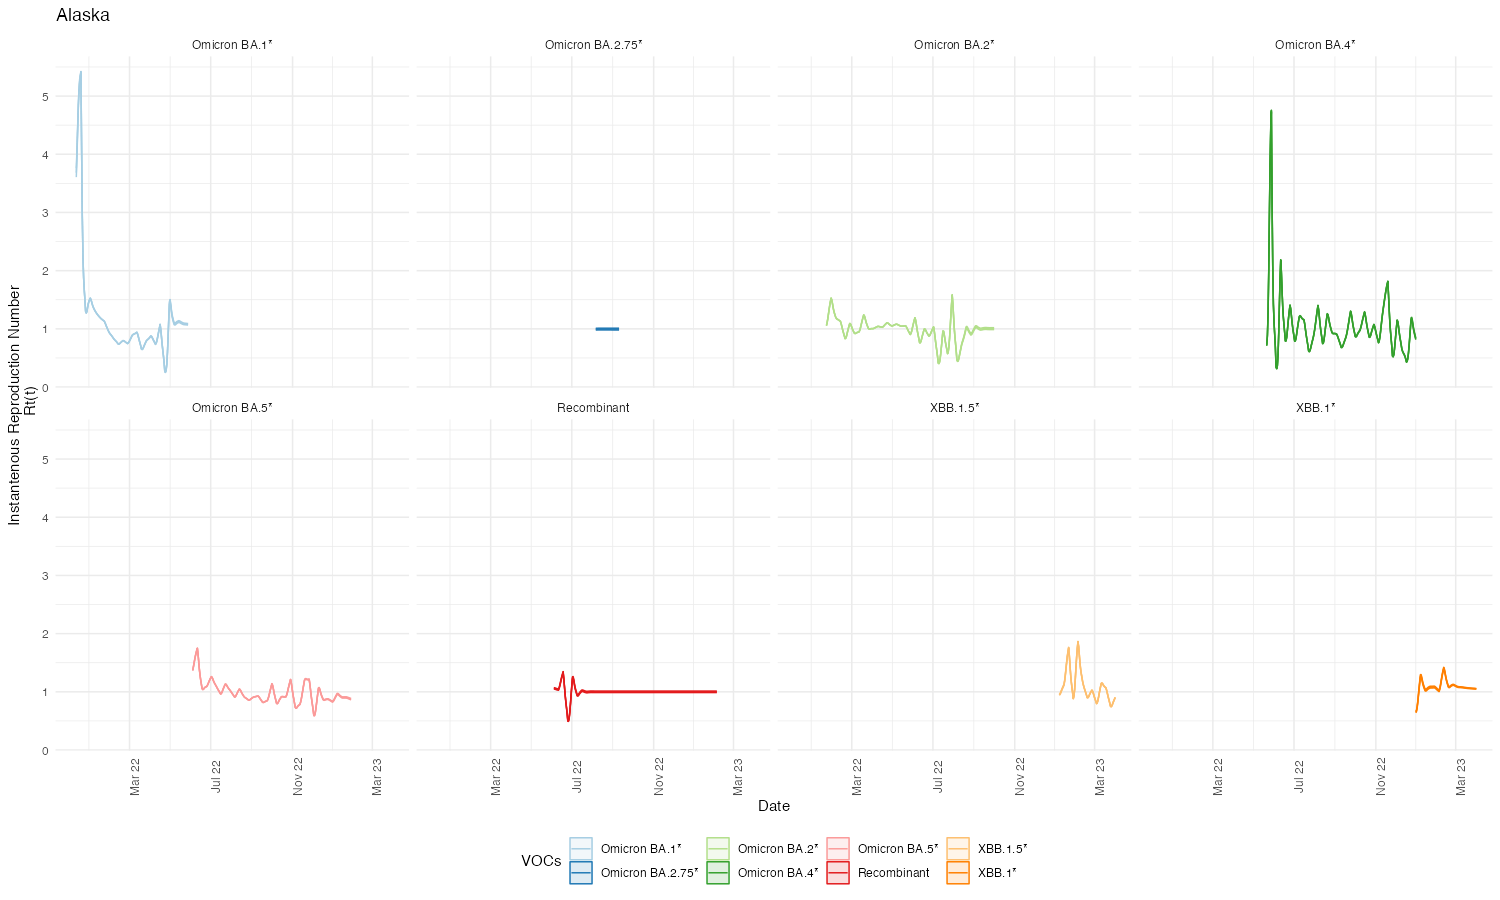 Alaska
Omicron BA.1*
Omicron BA.2.75*
Omicron BA.2*
Omicron BA.4*
5
4
3
2
1
0
Instantenous Reproduction Number
Rt(t)
Omicron BA.5*
Recombinant
XBB.1.5*
XBB.1*
5
4
3
2
1
0
Mar 22
Jul 22
Nov 22
Mar 23
Mar 22
Jul 22
Nov 22
Mar 23
Mar 22
Jul 22
Nov 22
Mar 23
Mar 22
Jul 22
Nov 22
Mar 23
Date
VOCs
Omicron BA.1*
Omicron BA.2*
Omicron BA.5*
XBB.1.5*
Omicron BA.2.75*
Omicron BA.4*
Recombinant
XBB.1*